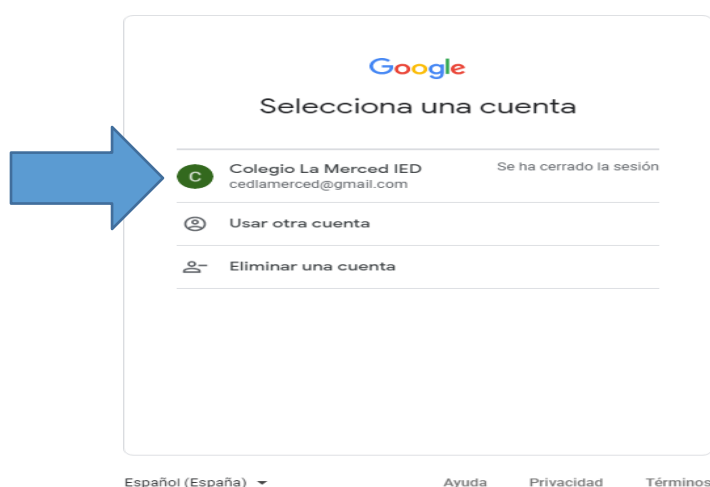 Google
Selecciona una cuenta
C
Colegio La Merced IED
Se ha cerrado la sesión
cedlamerced@gmail.com
Usar otra cuenta
Eliminar una cuenta
Español (España)
Ayuda Privacidad Términos